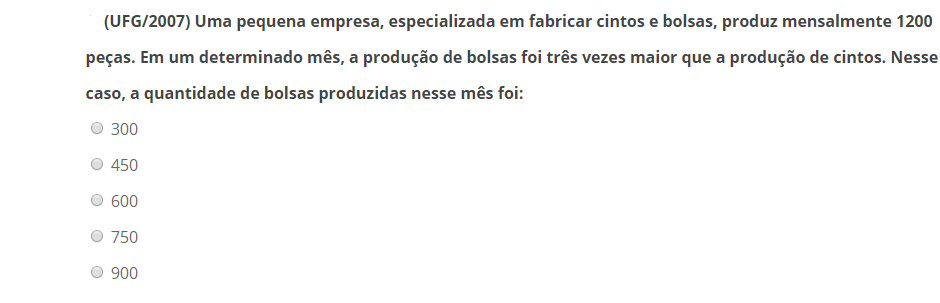 (UFG/2007) Uma pequena empresa, especializada em fabricar cintos e bolsas, produz mensalmente 1200
peças. Em um determinado mês, a produção de bolsas foi três vezes maior que a produção de cintos. Nesse
caso, a quantidade de bolsas produzidas nesse mês foi:
300
450
600
750
900